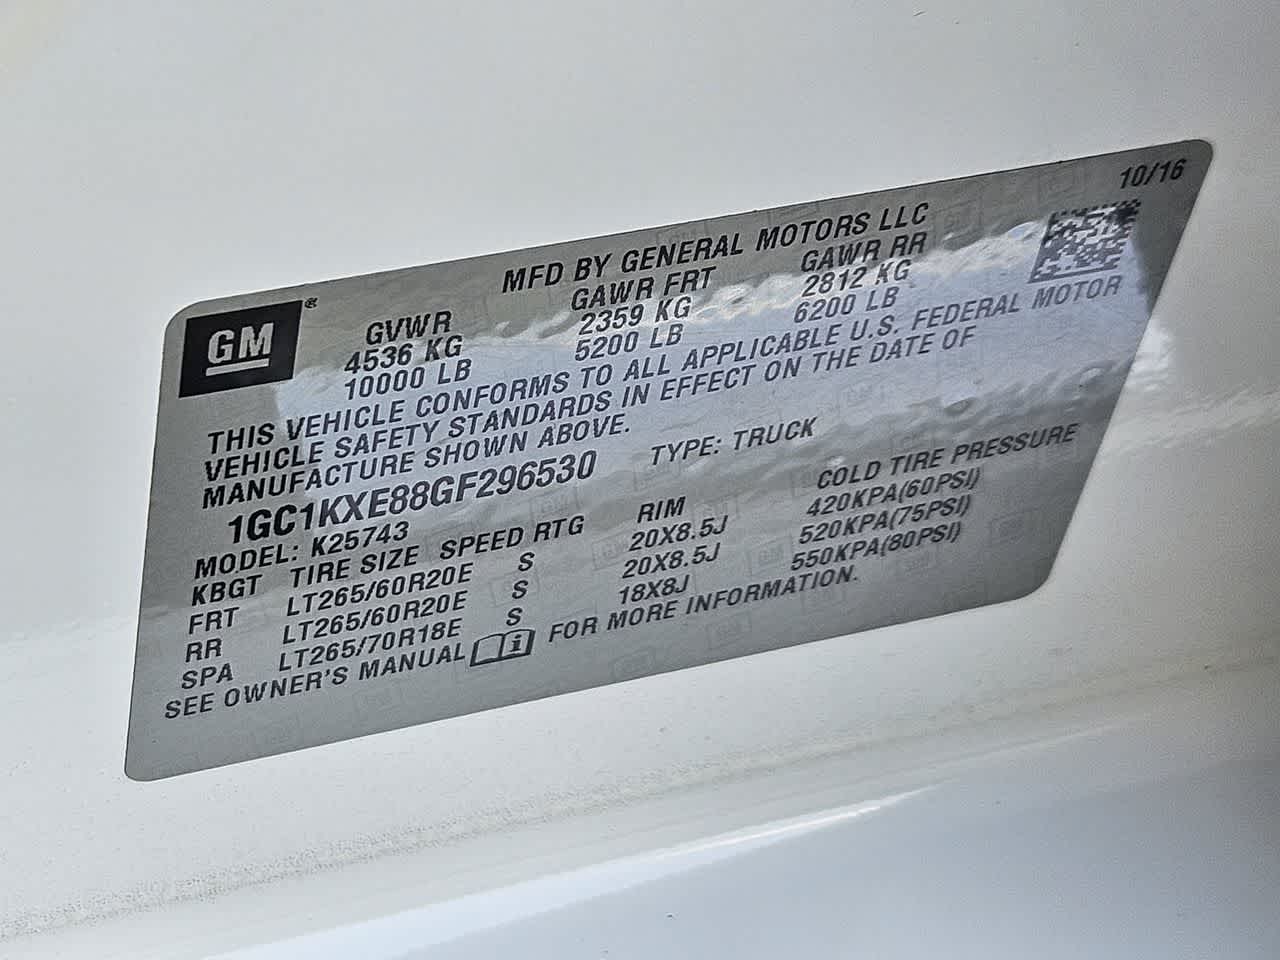 10/16
MFD BY GENERAL MOTORS LLC
GM®
GVWR GAWR FRT GAWR RR
4536 KG 2359 KG 2812 KG
10000 LB 5200 LB 6200 LB
THIS VEHICLE CONFORMS TO ALL APPLICABLE U.S. FEDERAL MOTOR
VEHICLE SAFETY STANDARDS IN EFFECT ON THE DATE OF
MANUFACTURE SHOWN ABOVE.
1GC1KXE88GF296530 TYPE: TRUCK
MODEL: K25743
KBGT TIRE SIZE SPEED RTG RIM COLD TIRE PRESSURE
FRT LT265/60R20E S 20X8.5J 420KPA(60PSI)
RR LT265/60R20E S 20X8.5J 520KPA(75PSI)
SPA LT265/70R18E S 18X8J 550KPA(80PSI)
SEE OWNER'S MANUAL i FOR MORE INFORMATION.